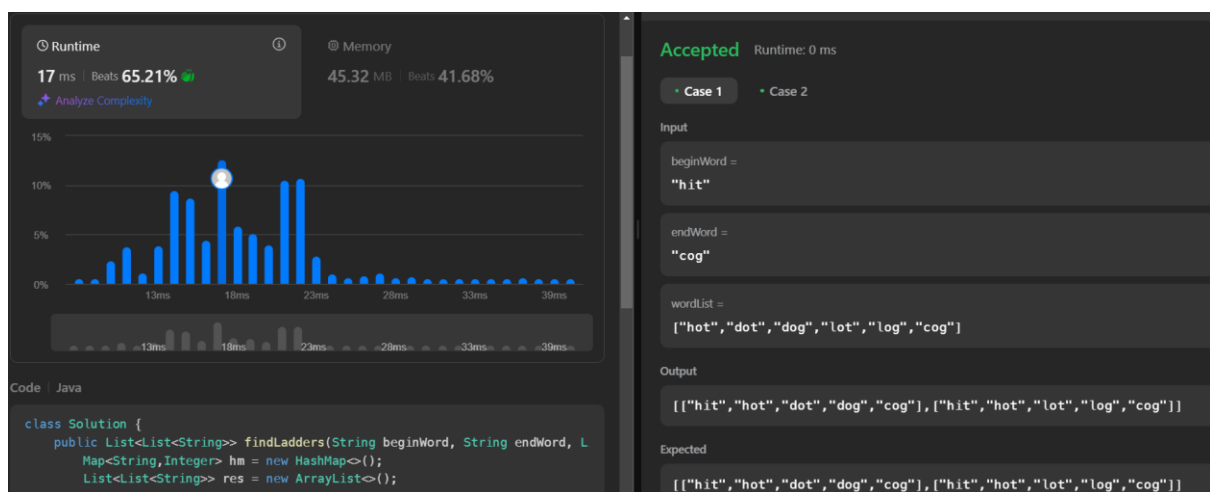 Runtime
17 ms | Beats 65.21%
Analyze Complexity
Memory
45.32 MB | Beats 41.68%
15%
10%
5%
0%
13ms 18ms 23ms 28ms 33ms 39ms
13ms 18ms 23ms 28ms 33ms 39ms
Code | Java
class Solution {
public List<List<String>> findLadders(String beginWord, String endWord, L
Map<String,Integer> hm = new HashMap<>();
List<List<String>> res = new ArrayList<>();
Accepted Runtime: 0 ms
• Case 1 • Case 2
Input
beginWord =
"hit"
endWord =
"cog"
wordList =
["hot","dot","dog","lot","log","cog"]
Output
[["hit","hot","dot","dog","cog"],["hit","hot","lot","log","cog"]]
Expected
[["hit","hot","dot","dog","cog"],["hit","hot","lot","log","cog"]]